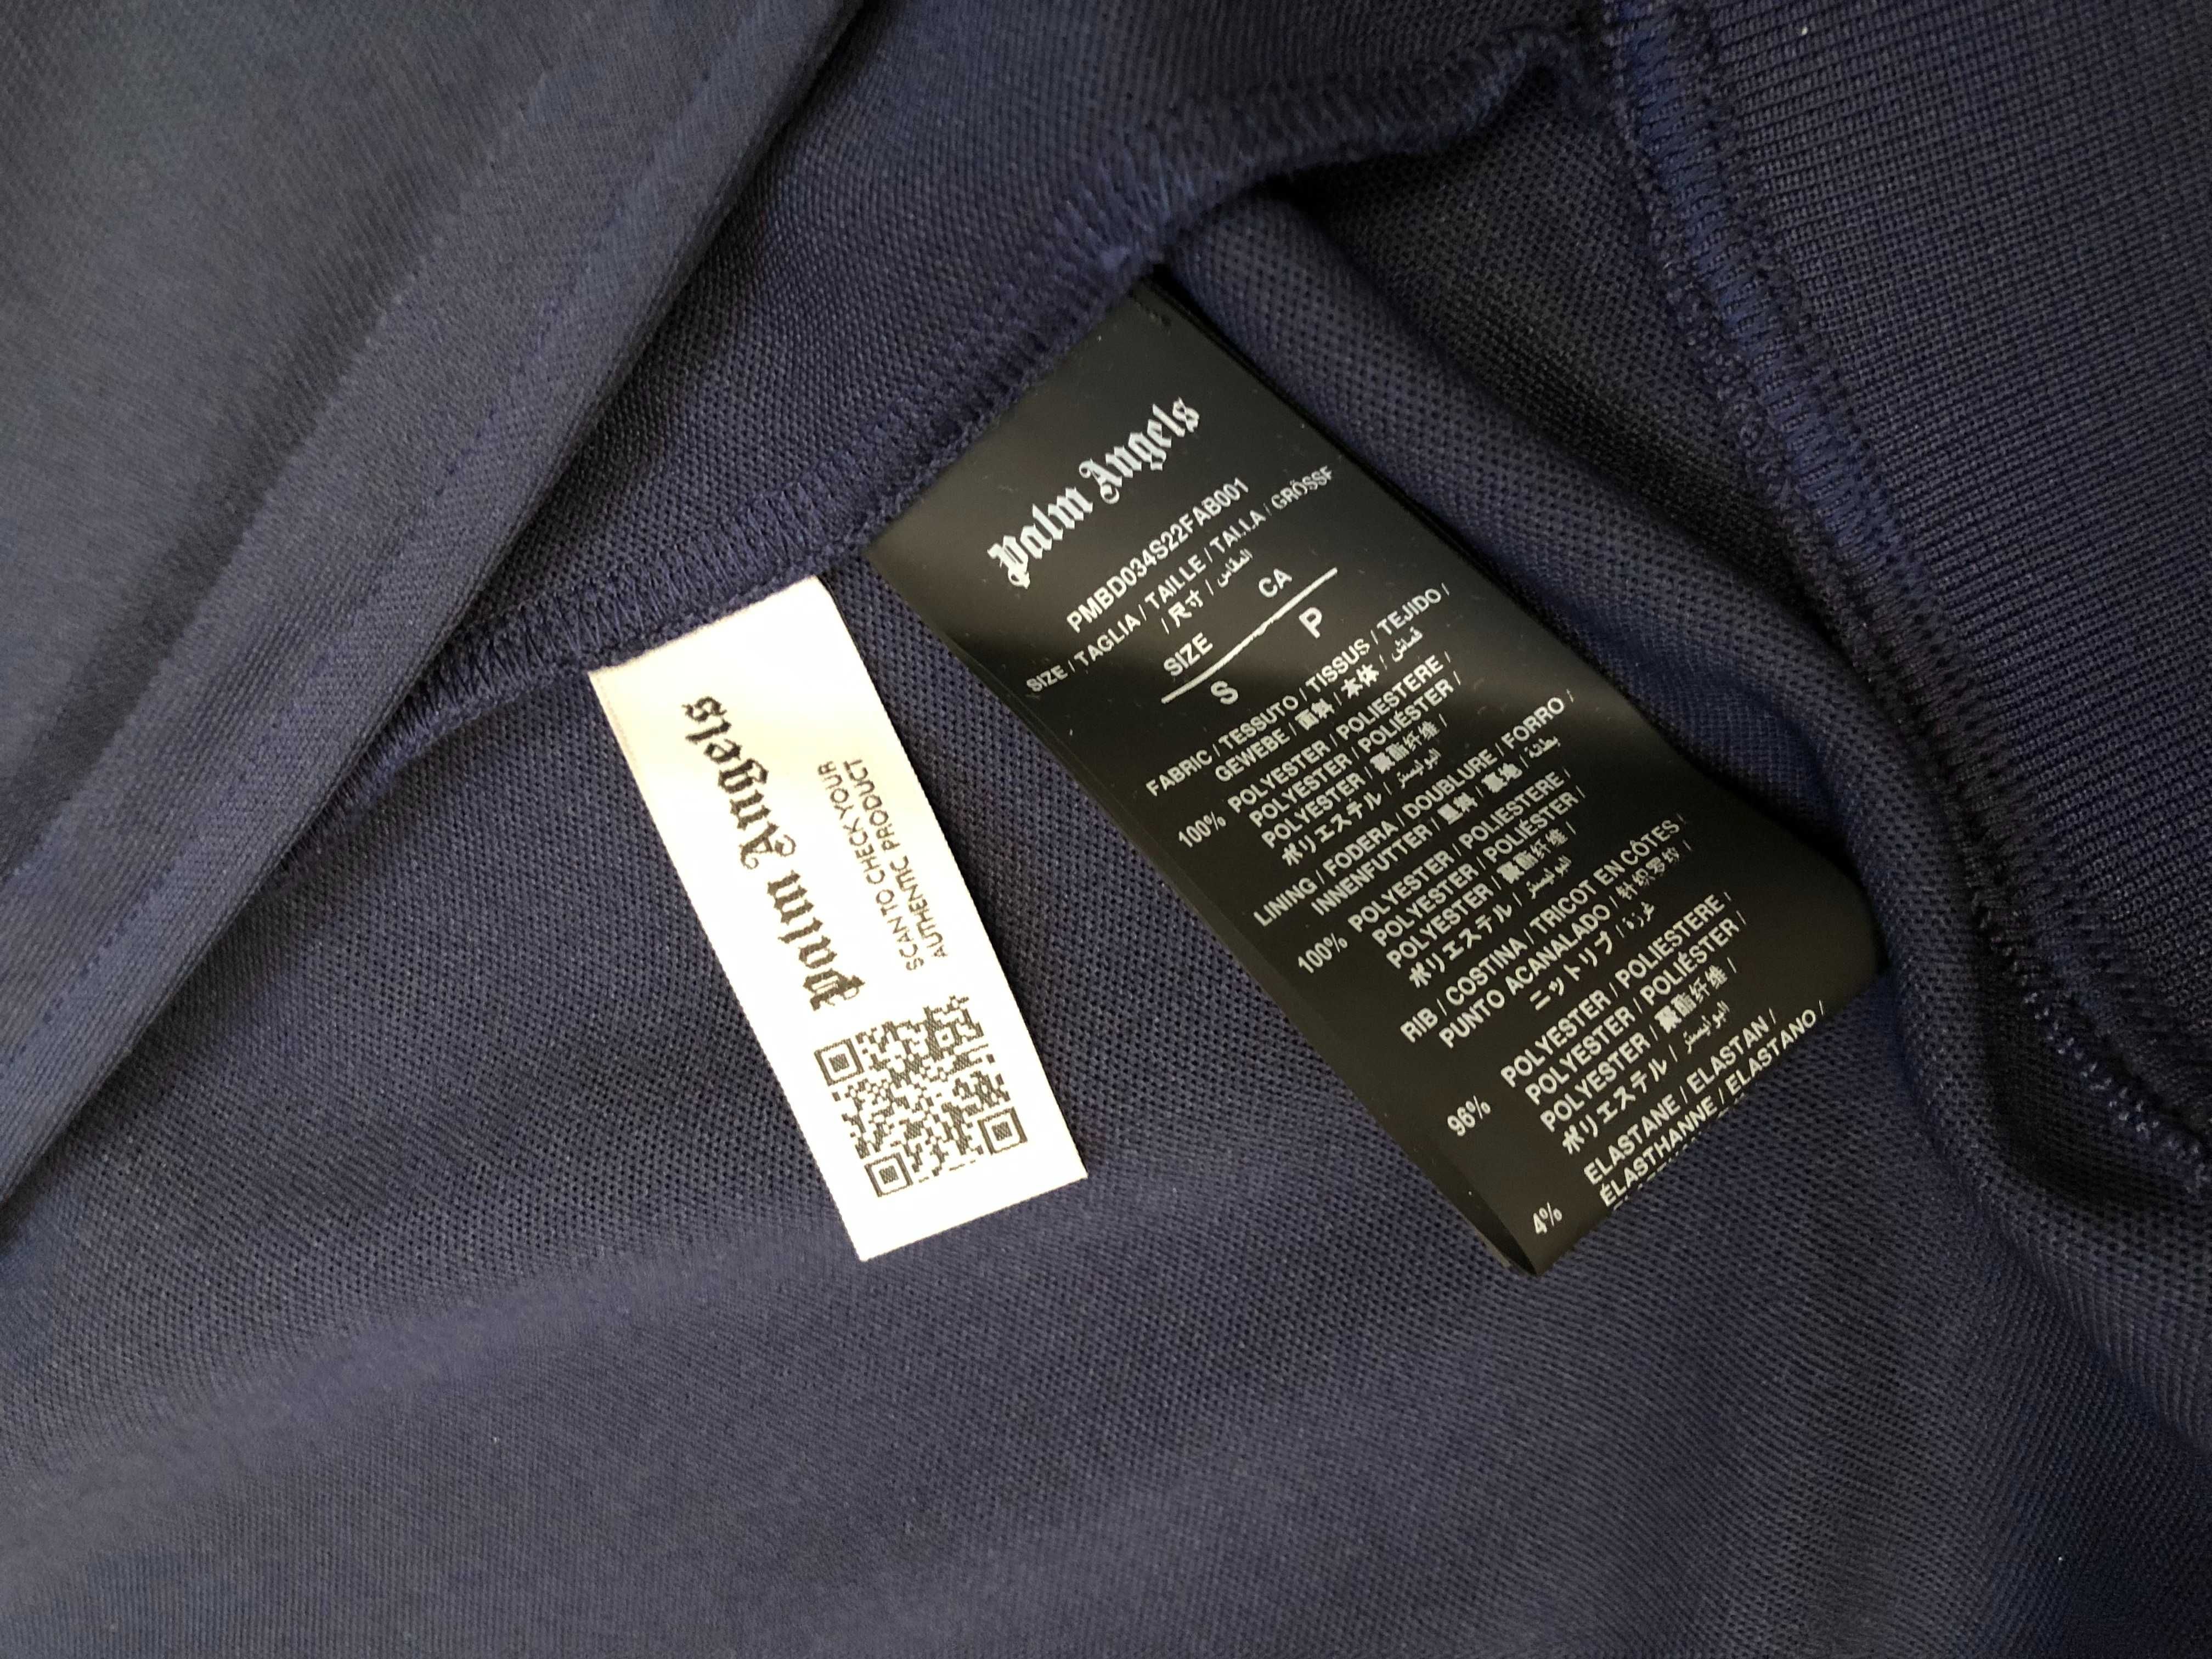 Palm Angels
SCAN TO CHECK YOUR
AUTHENTIC PRODUCT
Palm Angels
PMBD034S22FAB001
SIZE / TAGLIA / TAILLE / TALLA / GRÖSSE
/ 尺寸 / المقاس
SIZE CA
S P
FABRIC / TESSUTO / TISSUS / TEJIDO /
GEWEBE / 面料 / 本体 / قماش
100% POLYESTER / POLIESTERE /
POLYESTER / POLIÉSTER /
POLYESTER / 聚酯纤维 /
ポリエステル / البوليستر
LINING / FODERA / DOUBLURE / FORRO /
INNENFUTTER / 里料 / 裏地 / بطانة
100% POLYESTER / POLIESTERE /
POLYESTER / POLIÉSTER /
POLYESTER / 聚酯纤维 /
ポリエステル / البوليستر
RIB / COSTINA / TRICOT EN CÔTES /
PUNTO ACANALADO / 针织罗纹 /
ニットリブ / غرزة
96% POLYESTER / POLIESTERE /
POLYESTER / POLIÉSTER /
POLYESTER / 聚酯纤维 /
ポリエステル / البوليستر
4% ELASTANE / ELASTAN /
ÉLASTHANNE / ELASTANO /